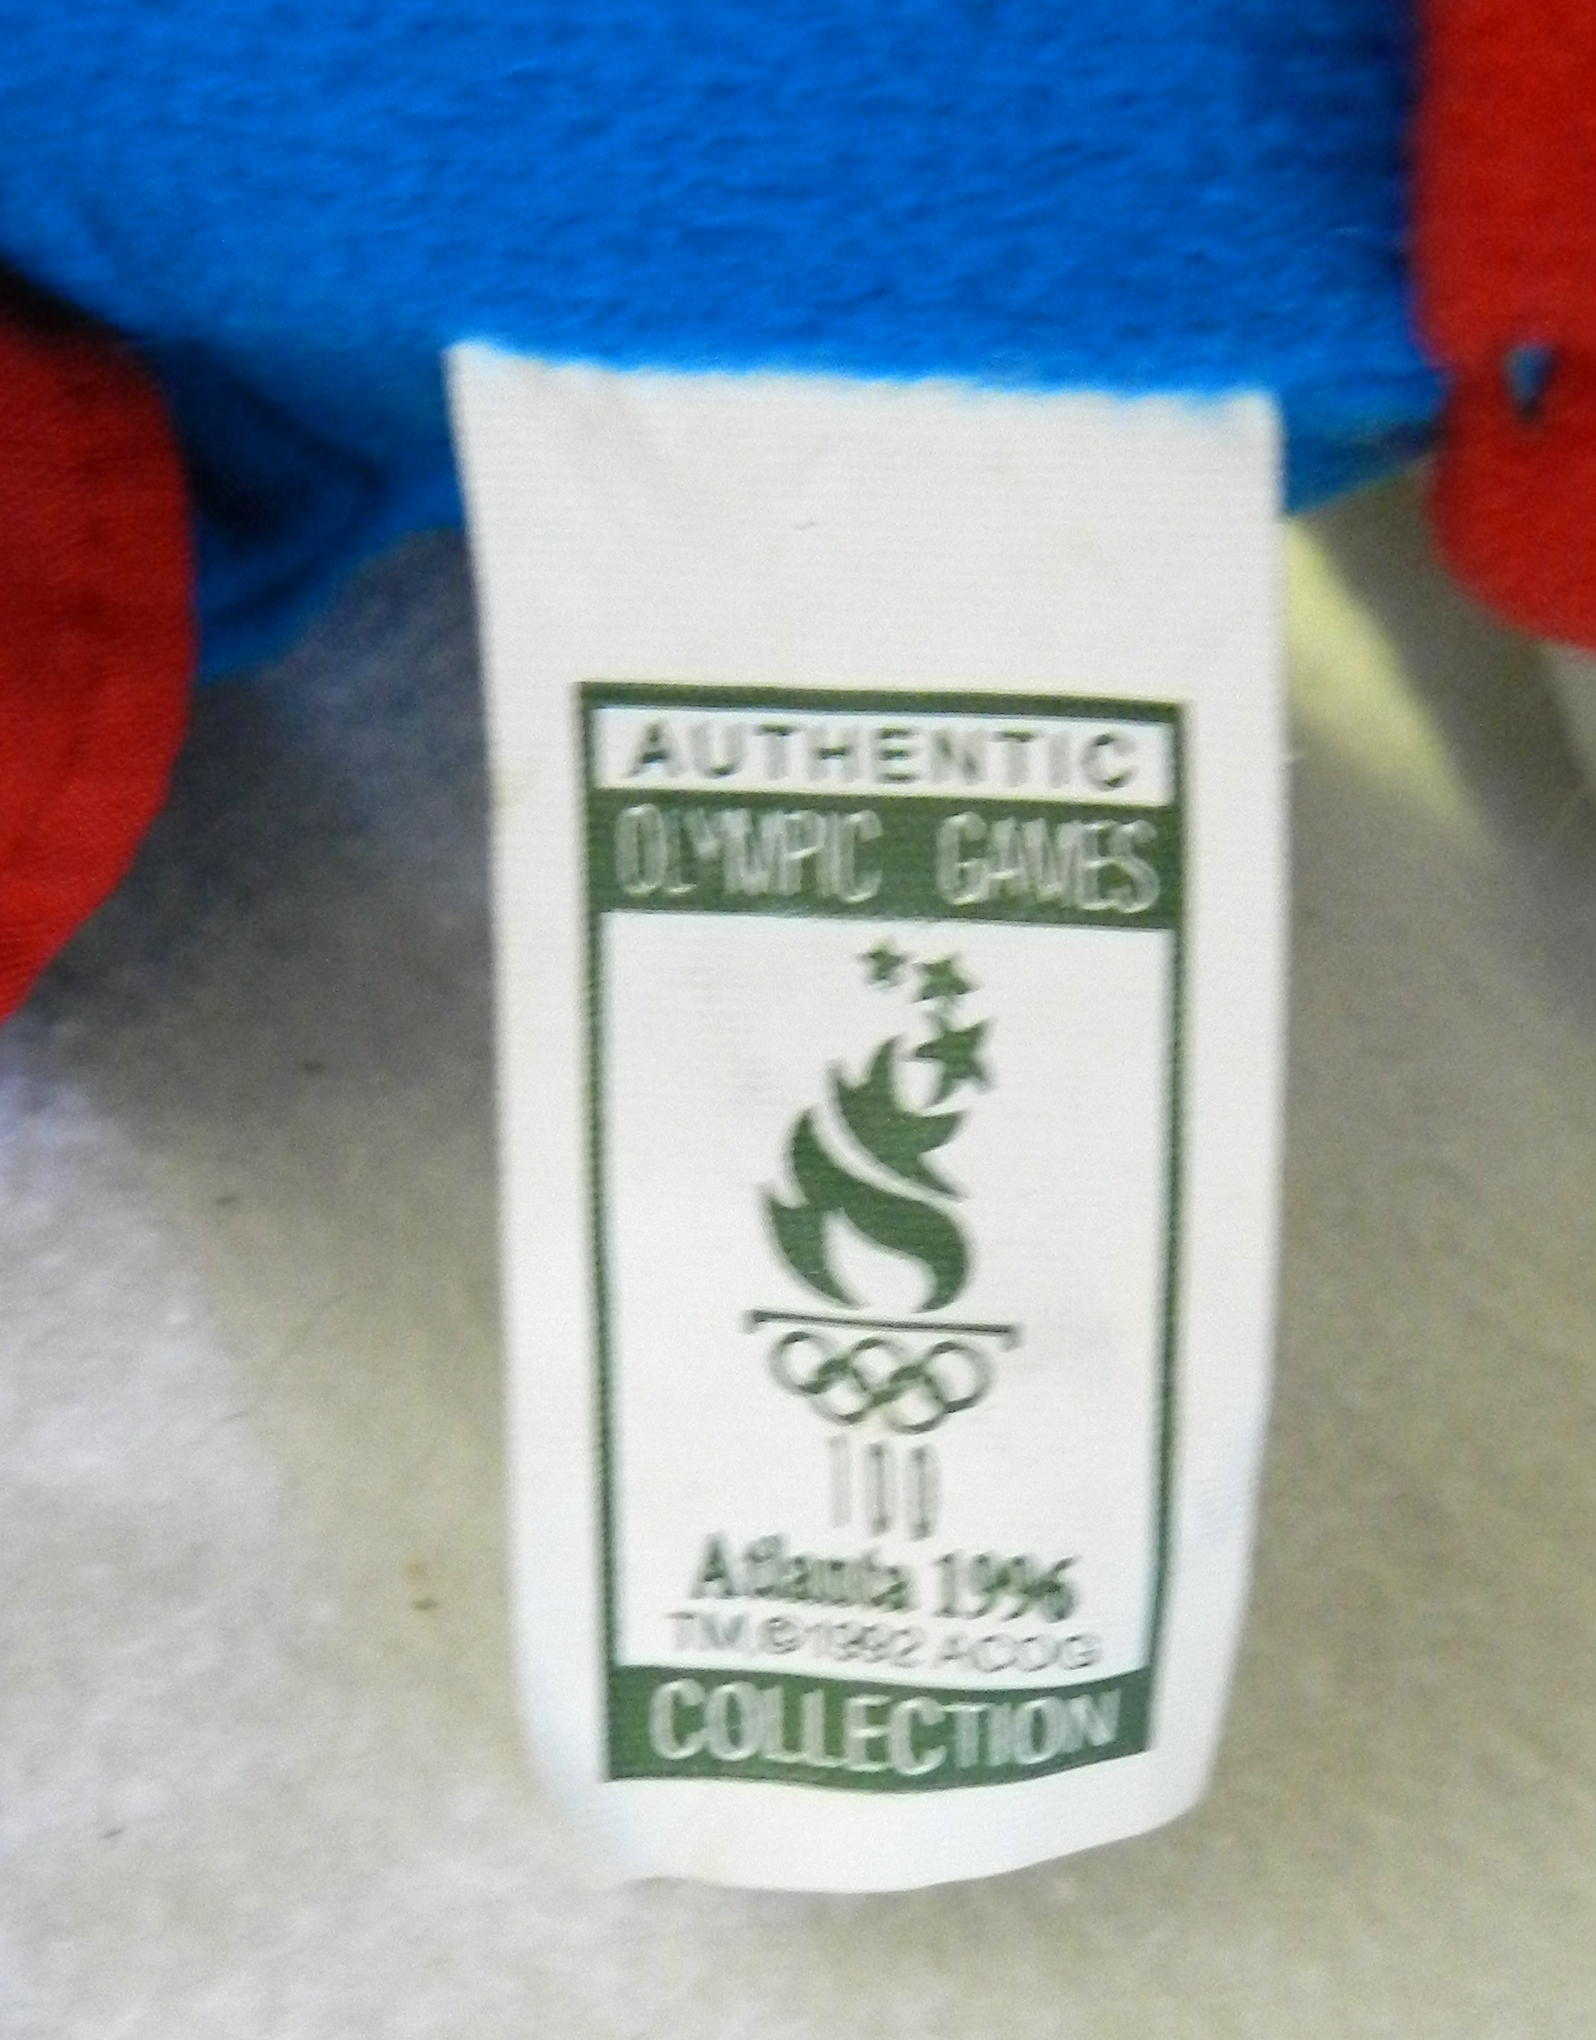 AUTHENTIC
OLYMPIC GAMES
100
Atlanta 1996
TM,©1992 ACOG
COLLECTION